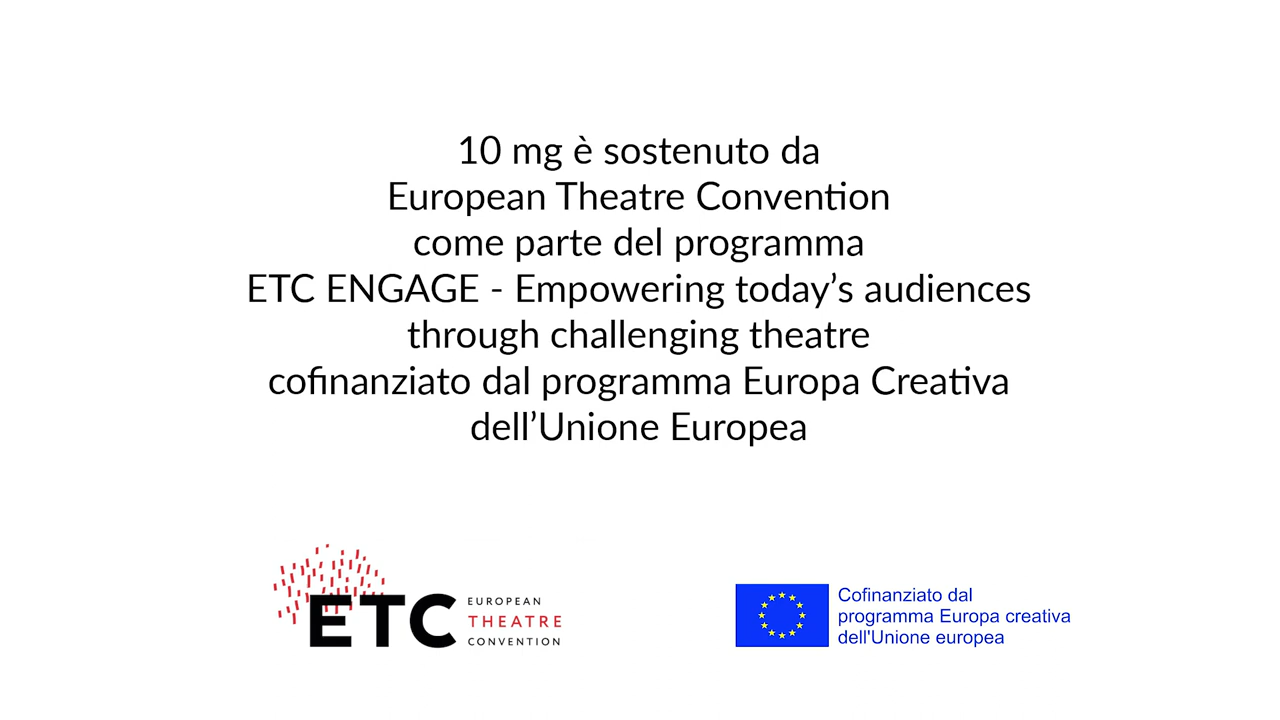 10 mg è sostenuto da
European Theatre Convention
come parte del programma
ETC ENGAGE - Empowering today’s audiences
through challenging theatre
cofinanziato dal programma Europa Creativa
dell’Unione Europea
ETC
EUROPEAN
THEATRE
CONVENTION
Cofinanziato dal
programma Europa creativa
dell'Unione europea